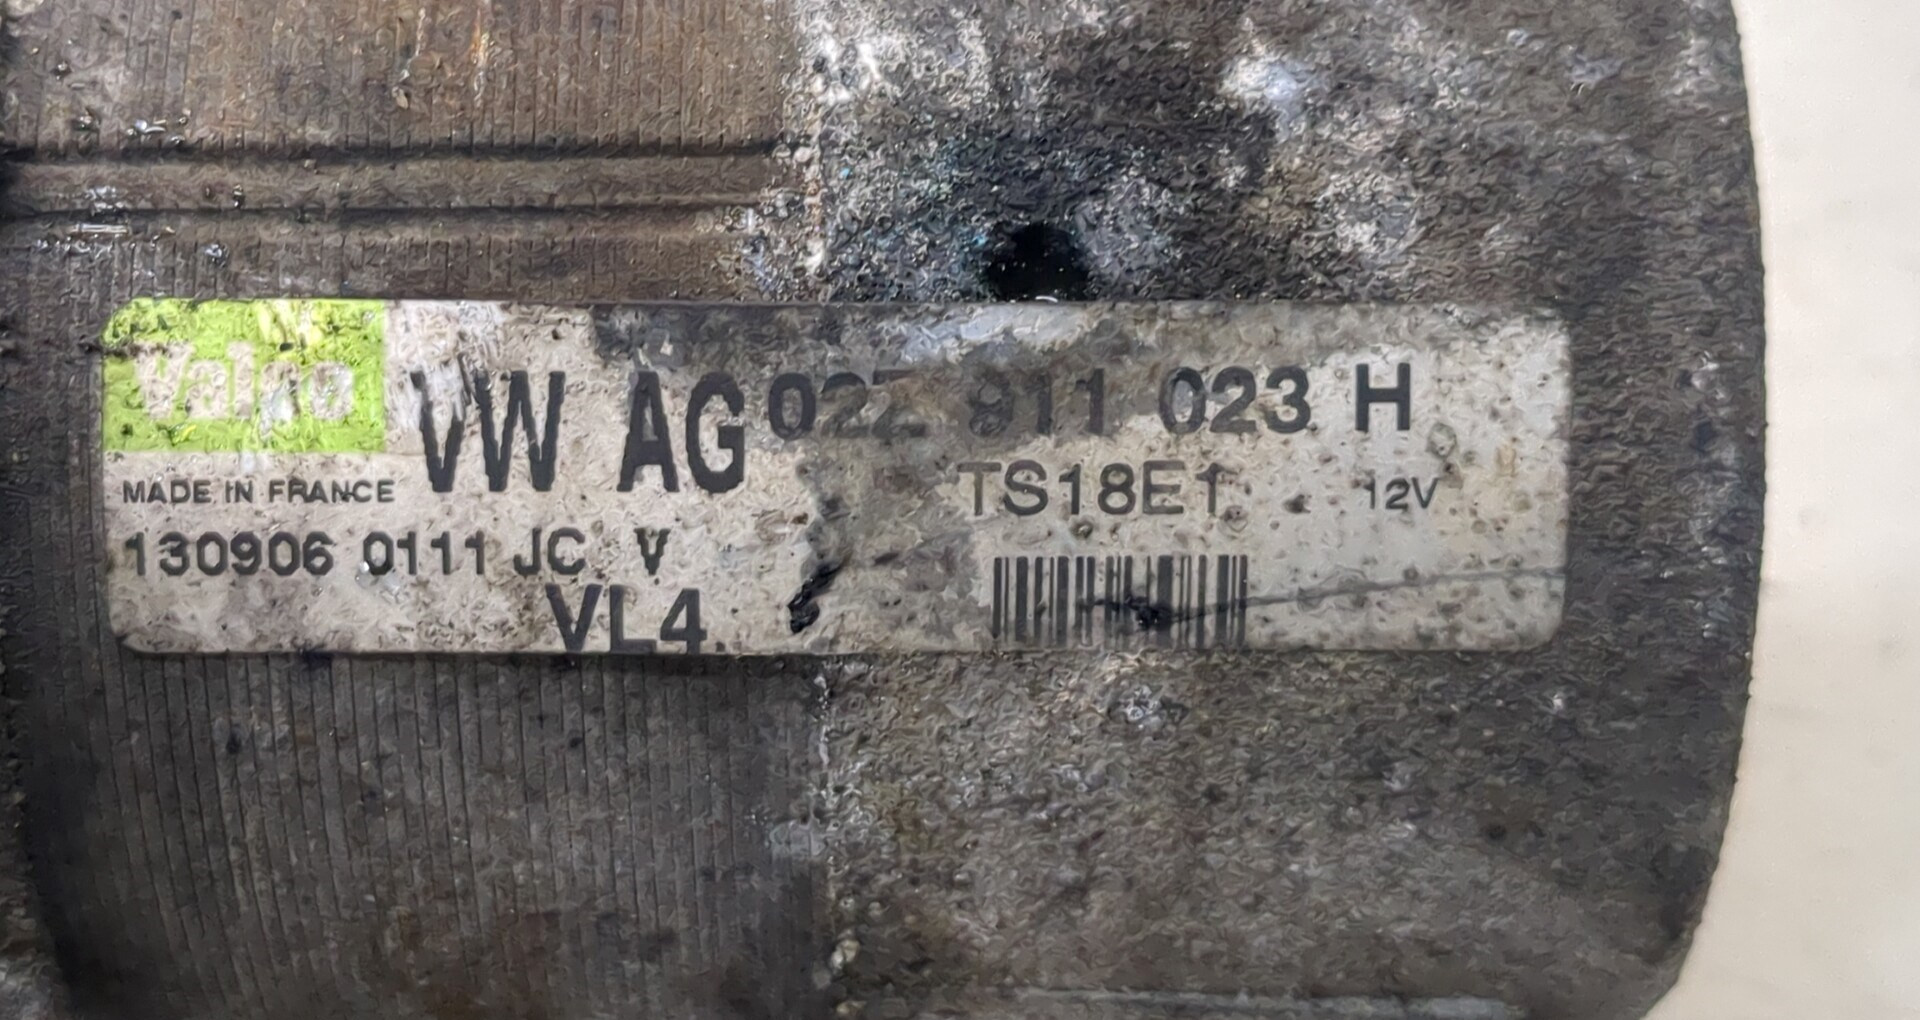 Valeo
VW AG 02Z 911 023 H
MADE IN FRANCE TS18E1 12V
130906 0111 JC V
VL4